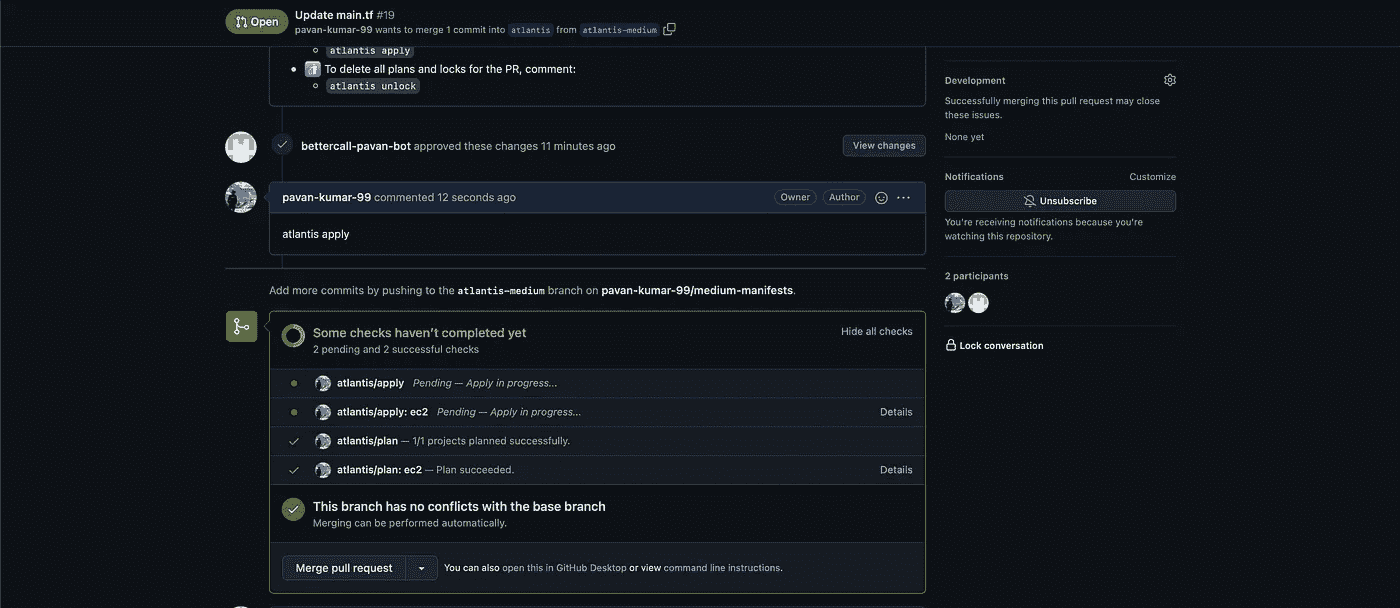 Open
Update main.tf #19
pavan-kumar-99 wants to merge 1 commit into atlantis from atlantis-medium
atlantis apply
To delete all plans and locks for the PR, comment:
atlantis unlock
bettercall-pavan-bot approved these changes 11 minutes ago
View changes
pavan-kumar-99 commented 12 seconds ago
Owner
Author
atlantis apply
Add more commits by pushing to the atlantis-medium branch on pavan-kumar-99/medium-manifests.
Some checks haven't completed yet
Hide all checks
2 pending and 2 successful checks
atlantis/apply Pending — Apply in progress...
atlantis/apply: ec2 Pending — Apply in progress...
Details
atlantis/plan — 1/1 projects planned successfully.
atlantis/plan: ec2 — Plan succeeded.
Details
This branch has no conflicts with the base branch
Merging can be performed automatically.
Merge pull request
You can also open this in GitHub Desktop or view command line instructions.
Development
Successfully merging this pull request may close
these issues.
None yet
Notifications
Customize
Unsubscribe
You're receiving notifications because you're
watching this repository.
2 participants
Lock conversation